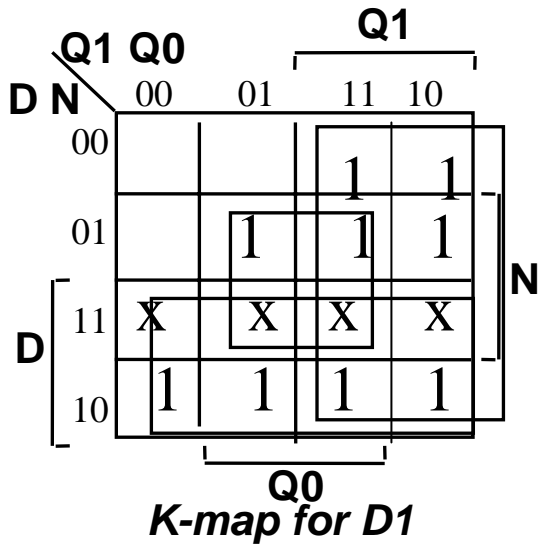 Q1
Q1 Q0
D N 00 01 11 10
00 1 1
01 1 1 1
N
D 11 X X X X
10 1 1 1 1
Q0
K-map for D1